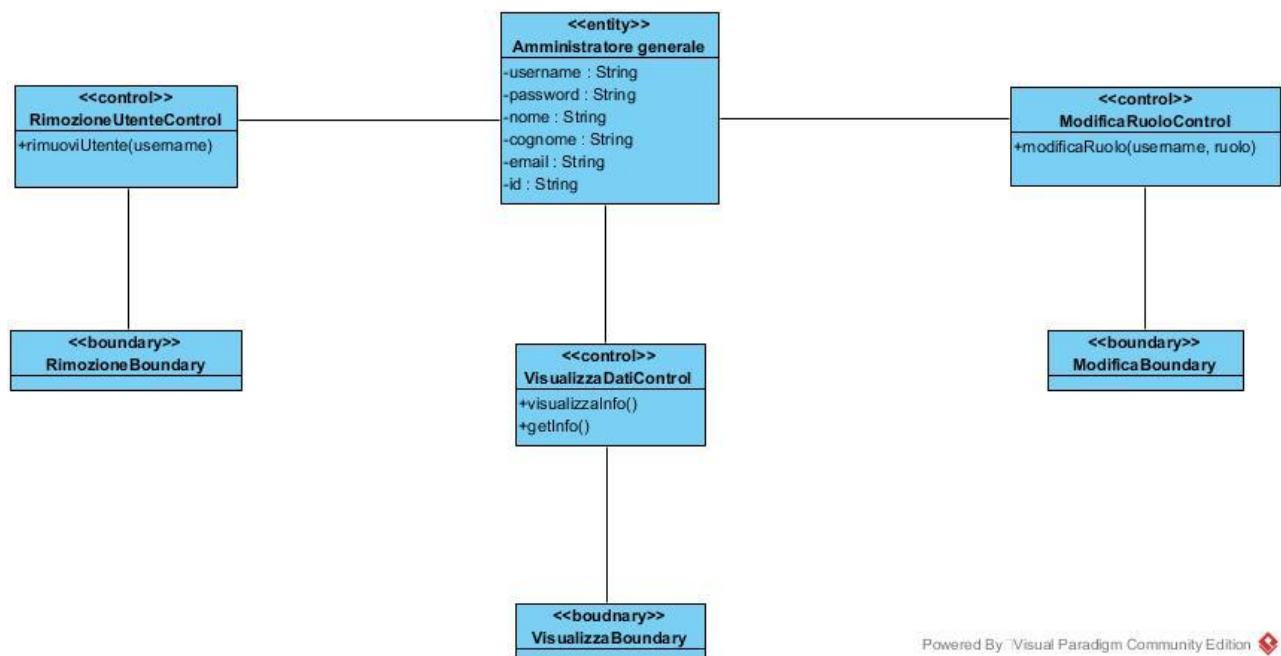 <<entity>>
Amministratore generale
-username : String
-password : String
-nome : String
-cognome : String
-email : String
-id : String
<<control>>
RimozioneUtenteControl
+rimuoviUtente(username)
<<control>>
ModificaRuoloControl
+modificaRuolo(username, ruolo)
<<boundary>>
RimozioneBoundary
<<control>>
VisualizzaDatiControl
+visualizzaInfo()
+getInfo()
<<boundary>>
ModificaBoundary
<<boudnary>>
VisualizzaBoundary
Powered By Visual Paradigm Community Edition